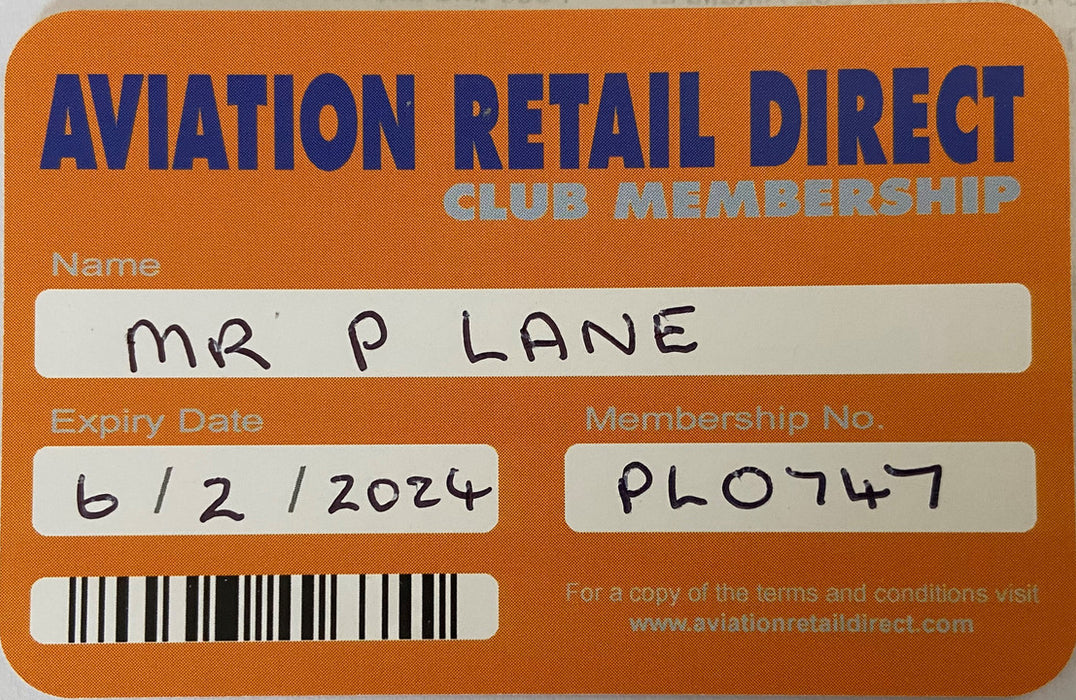 AVIATION RETAIL DIRECT
CLUB MEMBERSHIP
Name
MR P LANE
Expiry Date
6/2/2024
Membership No.
PLO747
For a copy of the terms and conditions visit
www.aviationretaildirect.com